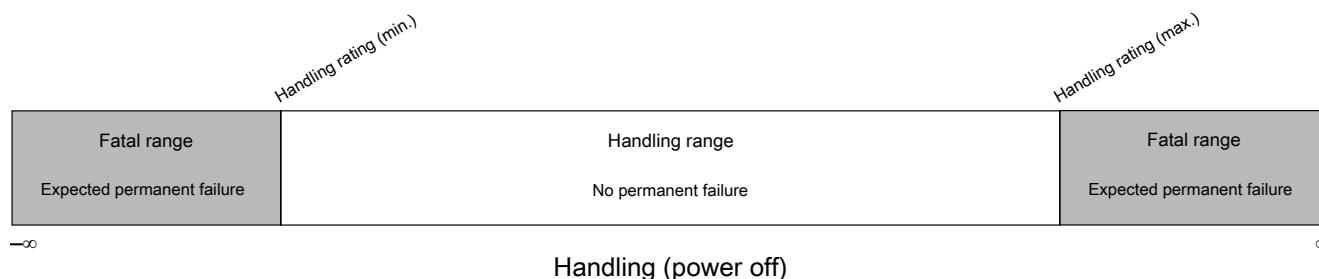 Handling rating (min.)
Handling rating (max.)
Fatal range
Handling range
Fatal range
Expected permanent failure
No permanent failure
Expected permanent failure
–∞
Handling (power off)